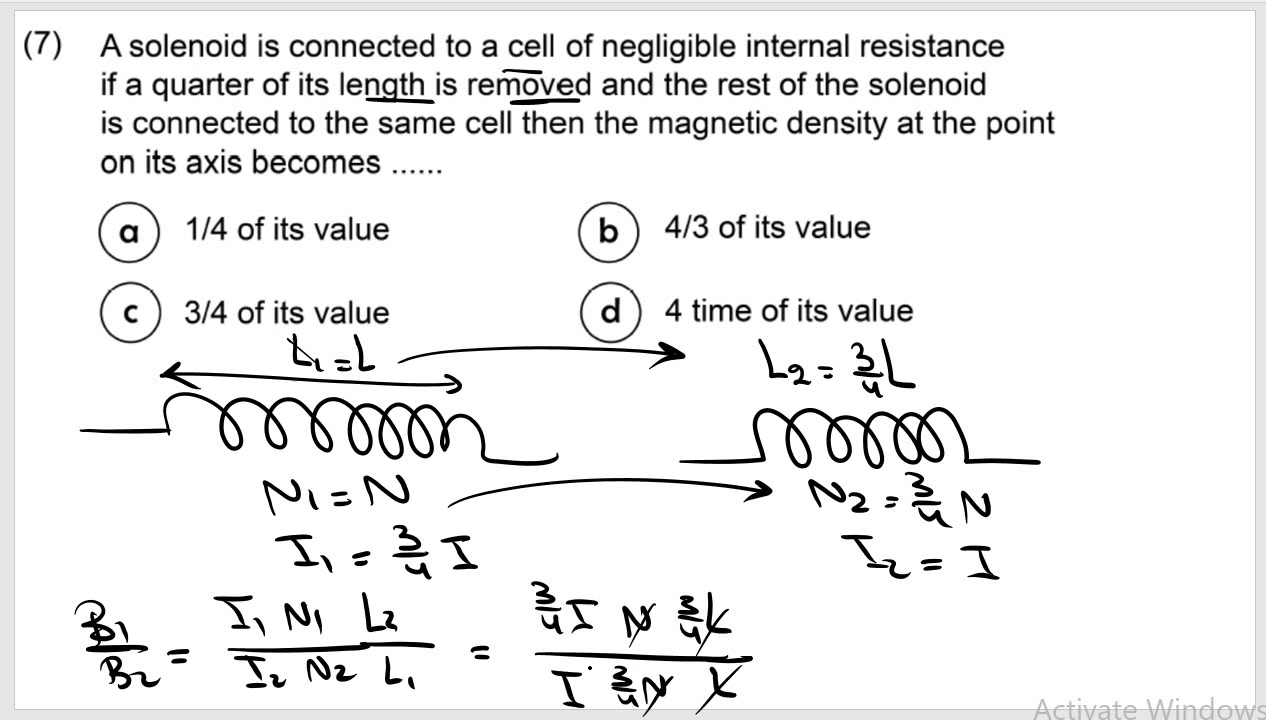 (7) A solenoid is connected to a cell of negligible internal resistance
if a quarter of its length is removed and the rest of the solenoid
is connected to the same cell then the magnetic density at the point
on its axis becomes ......
a 1/4 of its value b 4/3 of its value
c 3/4 of its value d 4 time of its value
L₁ = L L₂ = 3/4 L
N₁ = N N₂ = 3/4 N
I₁ = 3/4 I I₂ = I
B₁/B₂ = I₁ N₁ L₂ / I₂ N₂ L₁ = 3/4 I N 3/4 L / I · 3/4 N L
Activate Windows